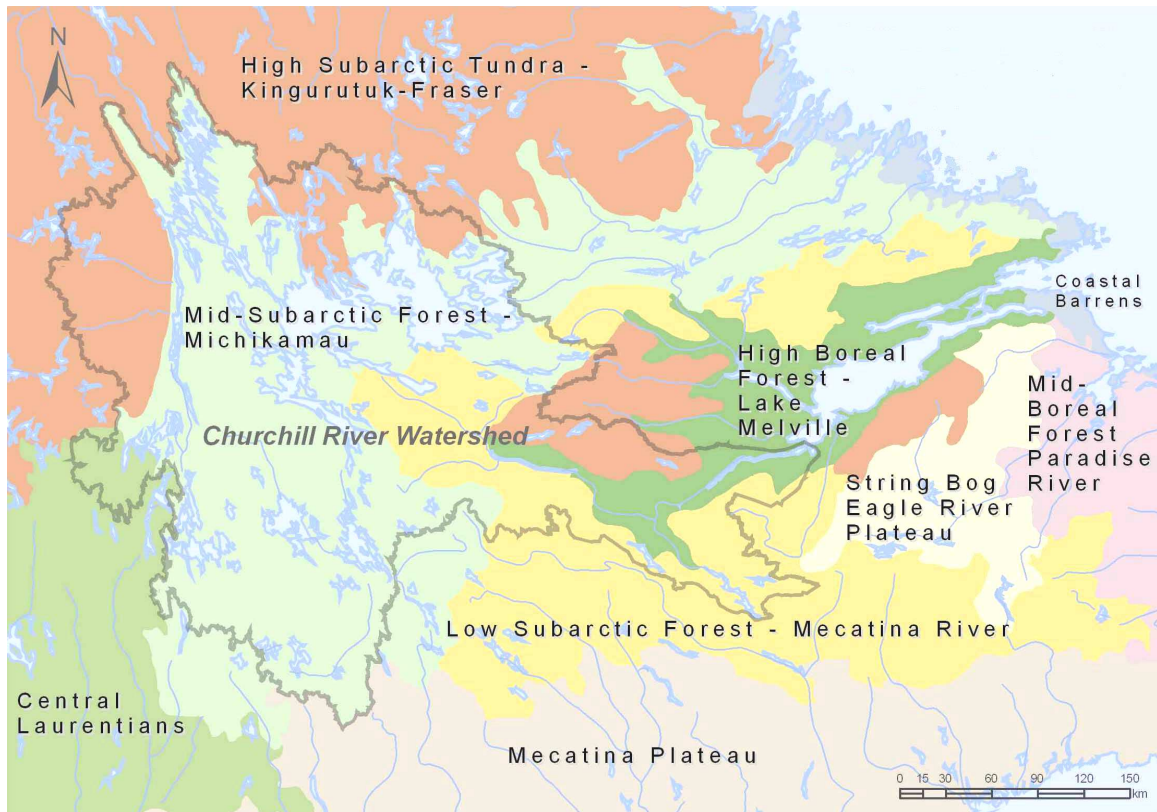 N
High Subarctic Tundra -
Kingurutuk-Fraser
Mid-Subarctic Forest -
Michikamau
Coastal
Barrens
High Boreal
Forest -
Lake
Melville
Mid-
Boreal
Forest
Paradise
River
Churchill River Watershed
String Bog
Eagle River
Plateau
Low Subarctic Forest - Mecatina River
Central
Laurentians
Mecatina Plateau
0 15 30 60 90 120 150
km